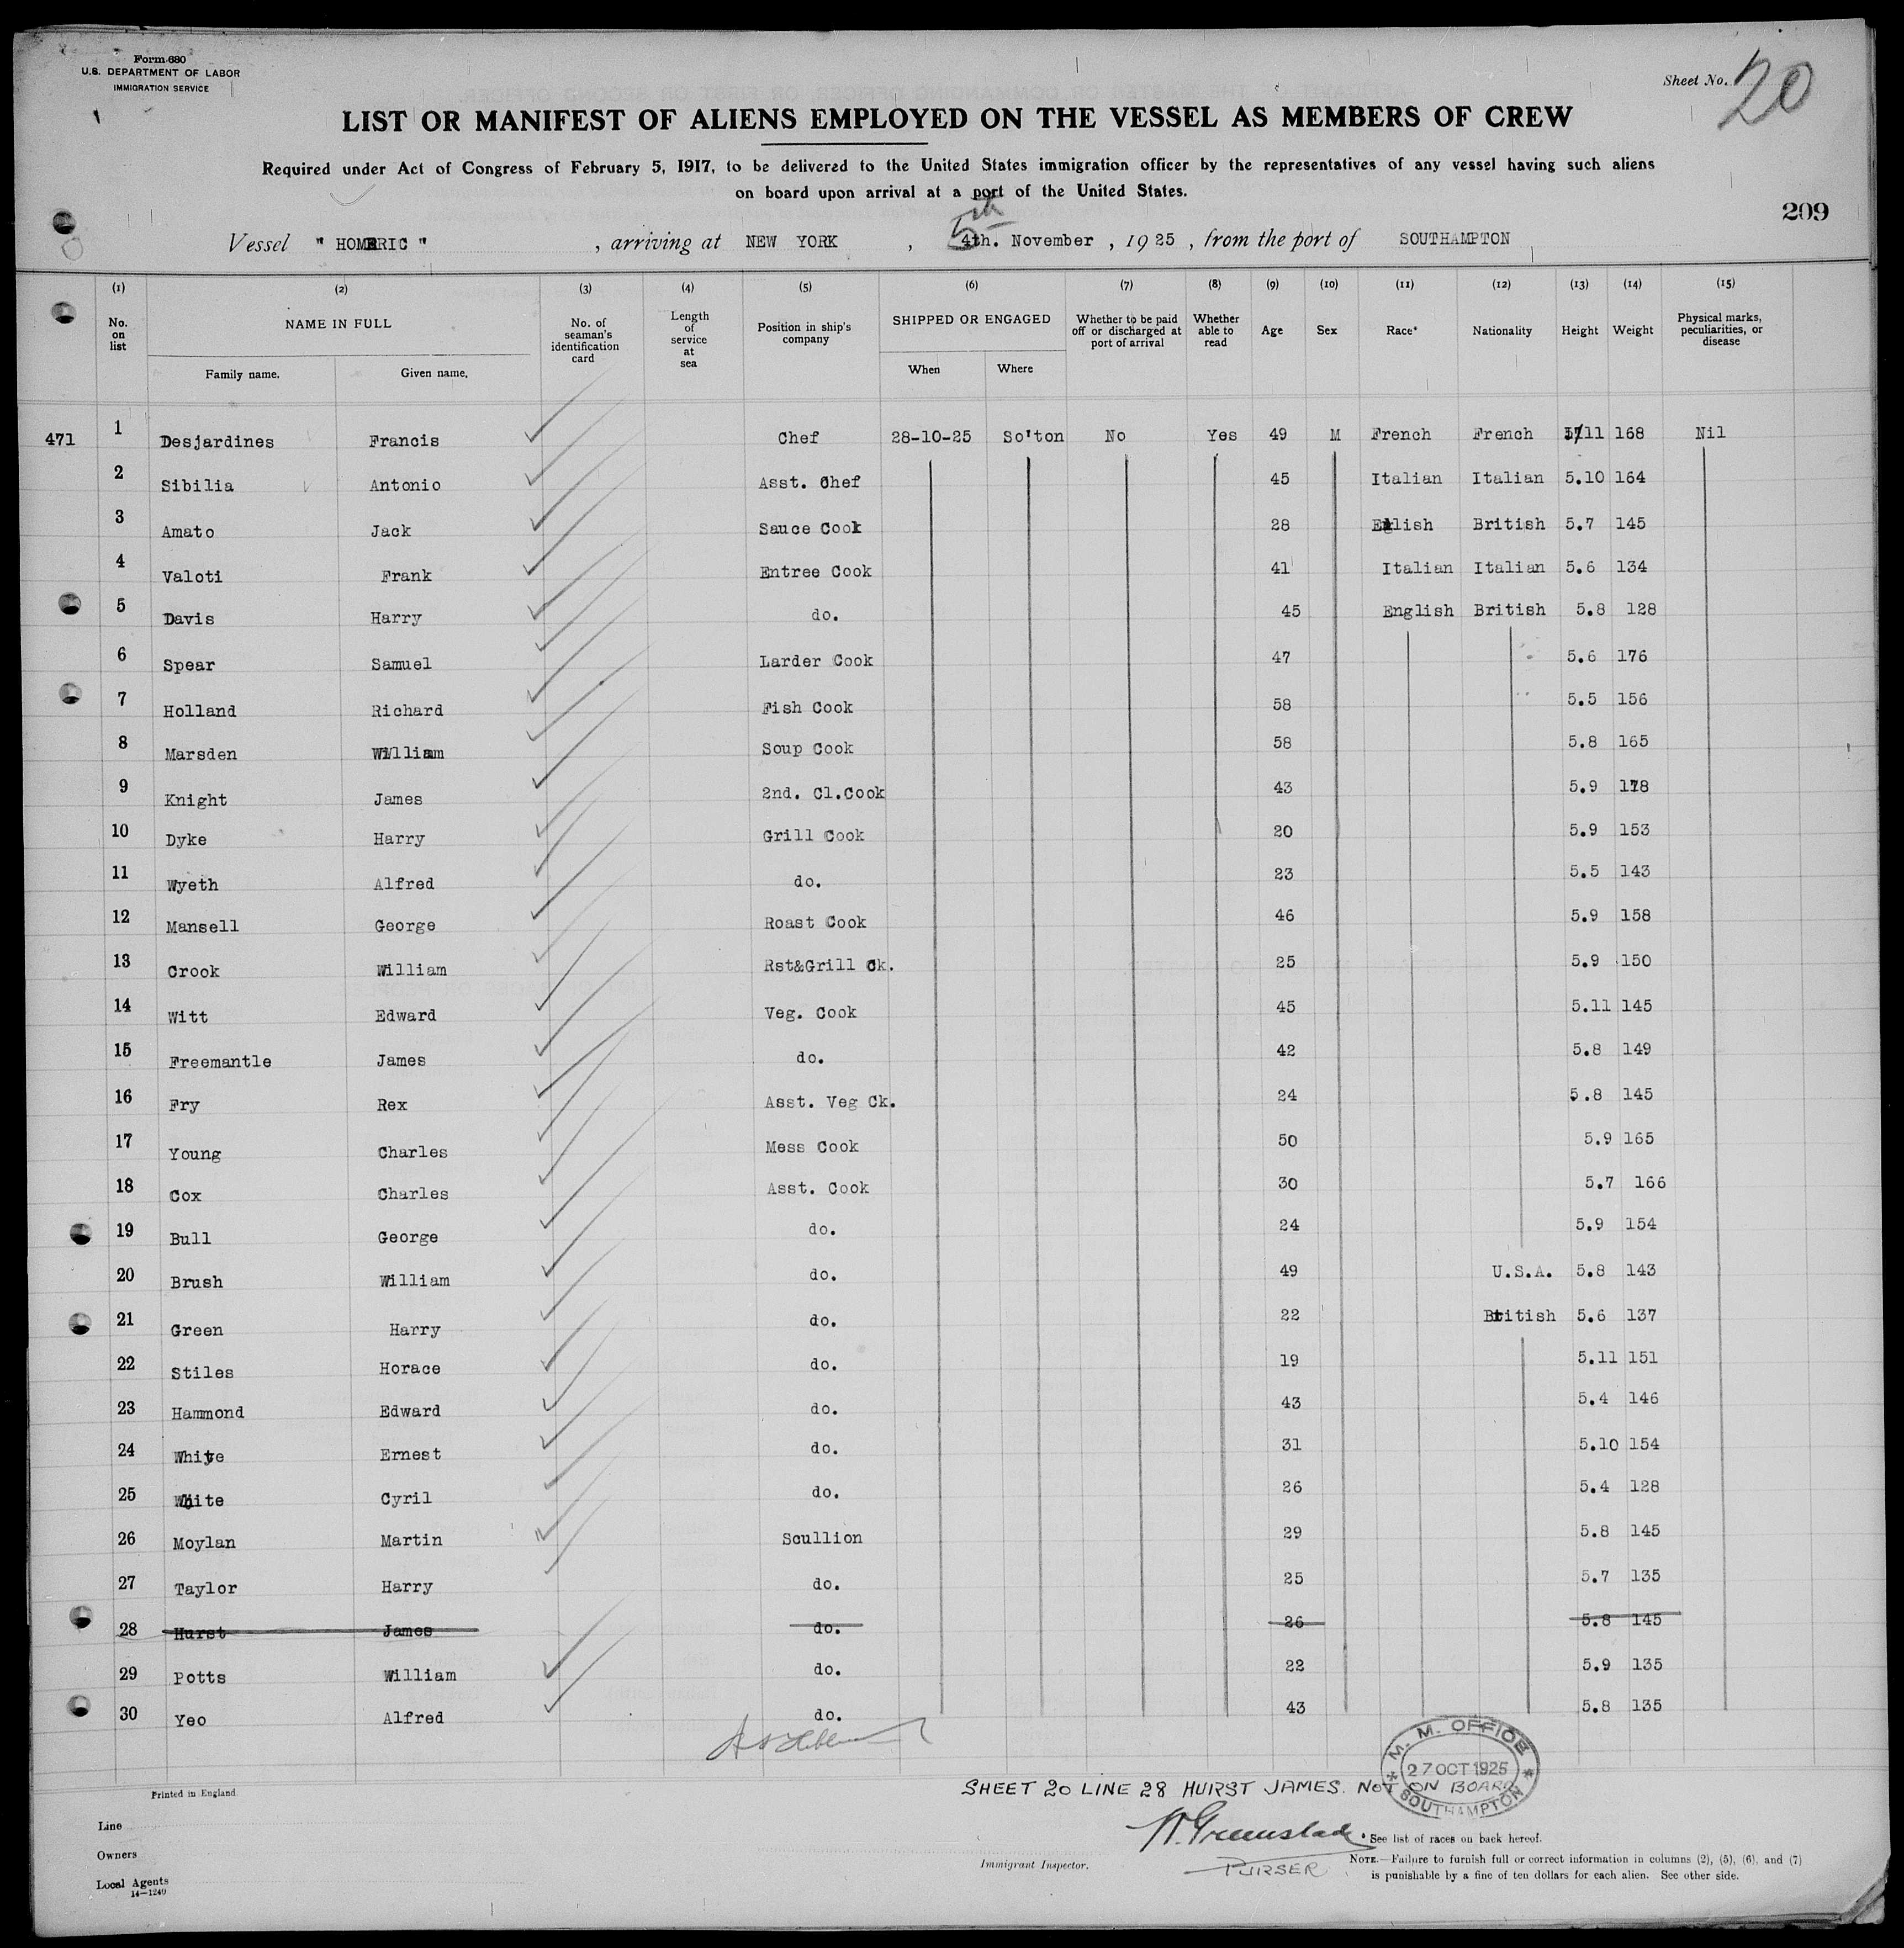 Form 680
U.S. DEPARTMENT OF LABOR
IMMIGRATION SERVICE
Sheet No. 20
LIST OR MANIFEST OF ALIENS EMPLOYED ON THE VESSEL AS MEMBERS OF CREW
Required under Act of Congress of February 5, 1917, to be delivered to the United States immigration officer by the representatives of any vessel having such aliens
on board upon arrival at a port of the United States.
209
5th
Vessel " HOMERIC " , arriving at NEW YORK , 4th. November , 1925 , from the port of SOUTHAMPTON
(1) (2) (3) (4) (5) (6) (7) (8) (9) (10) (11) (12) (13) (14) (15)
No. on list NAME IN FULL Family name. Given name. No. of seaman's identification card Length of service at sea Position in ship's company SHIPPED OR ENGAGED When Where Whether to be paid off or discharged at port of arrival Whether able to read Age Sex Race* Nationality Height Weight Physical marks, peculiarities, or disease
471 1 Desjardines Francis Chef 28-10-25 So'ton No Yes 49 M French French 11 168 Nil
2 Sibilia Antonio Asst. Chef 45 Italian Italian 5.10 164
3 Amato Jack Sauce Cook 28 British 5.7 145
4 Valoti Frank Entree Cook 41 Italian Italian 5.6 134
5 Davis Harry do. 45 English British 5.8 128
6 Spear Samuel Larder Cook 47 5.6 176
7 Holland Richard Fish Cook 58 5.5 156
8 Marsden William Soup Cook 58 5.8 165
9 Knight James 2nd. Cl.Cook 43 5.9 178
10 Dyke Harry Grill Cook 20 5.9 153
11 Wyeth Alfred do. 23 5.5 143
12 Mansell George Roast Cook 46 5.9 158
13 Crook William Rst&Grill Ck. 25 5.9 150
14 Witt Edward Veg. Cook 45 5.11 145
15 Freemantle James do. 42 5.8 149
16 Fry Rex Asst. Veg Ck. 24 5.8 145
17 Young Charles Mess Cook 50 5.9 165
18 Cox Charles Asst. Cook 30 5.7 166
19 Bull George do. 24 5.9 154
20 Brush William do. 49 U.S.A. 5.8 143
21 Green Harry do. 22 British 5.6 137
22 Stiles Horace do. 19 5.11 151
23 Hammond Edward do. 43 5.4 146
24 White Ernest do. 31 5.10 154
25 White Cyril do. 26 5.4 128
26 Moylan Martin Scullion 29 5.8 145
27 Taylor Harry do. 25 5.7 135
28 Hurst James do. 26 5.8 145
29 Potts William do. 22 5.9 135
30 Yeo Alfred do. 43 5.8 135
M. M. OFFICE
27 OCT 1925
SOUTHAMPTON
Printed in England
SHEET 20 LINE 28 HURST JAMES. NOT ON BOARD
Line
Owners
Local Agents
14—1240
Immigrant Inspector.
W. Greenslade.
PURSER
*See list of races on back hereof.
NOTE.—Failure to furnish full or correct information in columns (2), (5), (6), and (7)
is punishable by a fine of ten dollars for each alien. See other side.